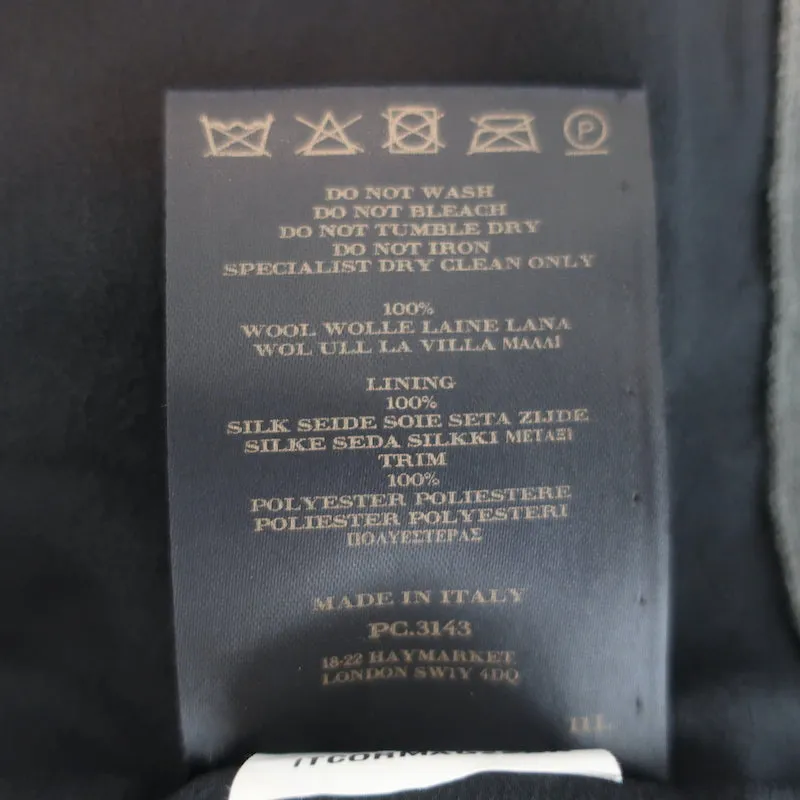 P
DO NOT WASH
DO NOT BLEACH
DO NOT TUMBLE DRY
DO NOT IRON
SPECIALIST DRY CLEAN ONLY
100%
WOOL WOLLE LAINE LANA
WOL ULL LA VILLA ΜΑΛΛΙ
LINING
100%
SILK SEIDE SOIE SETA ZIJDE
SILKE SEDA SILKKI ΜΕΤΑΞΙ
TRIM
100%
POLYESTER POLIESTERE
POLIESTER POLYESTERI
ΠΟΛΥΕΣΤΕΡΑΣ
MADE IN ITALY
PC.3143
18-22 HAYMARKET
LONDON SW1Y 4DQ
11L